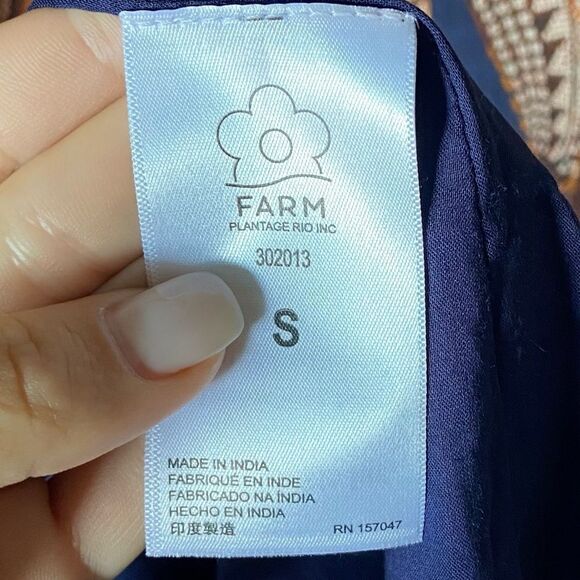 FARM
PLANTAGE RIO INC
302013
S
MADE IN INDIA
FABRIQUÉ EN INDE
FABRICADO NA ÍNDIA
HECHO EN INDIA
印度製造
RN 157047